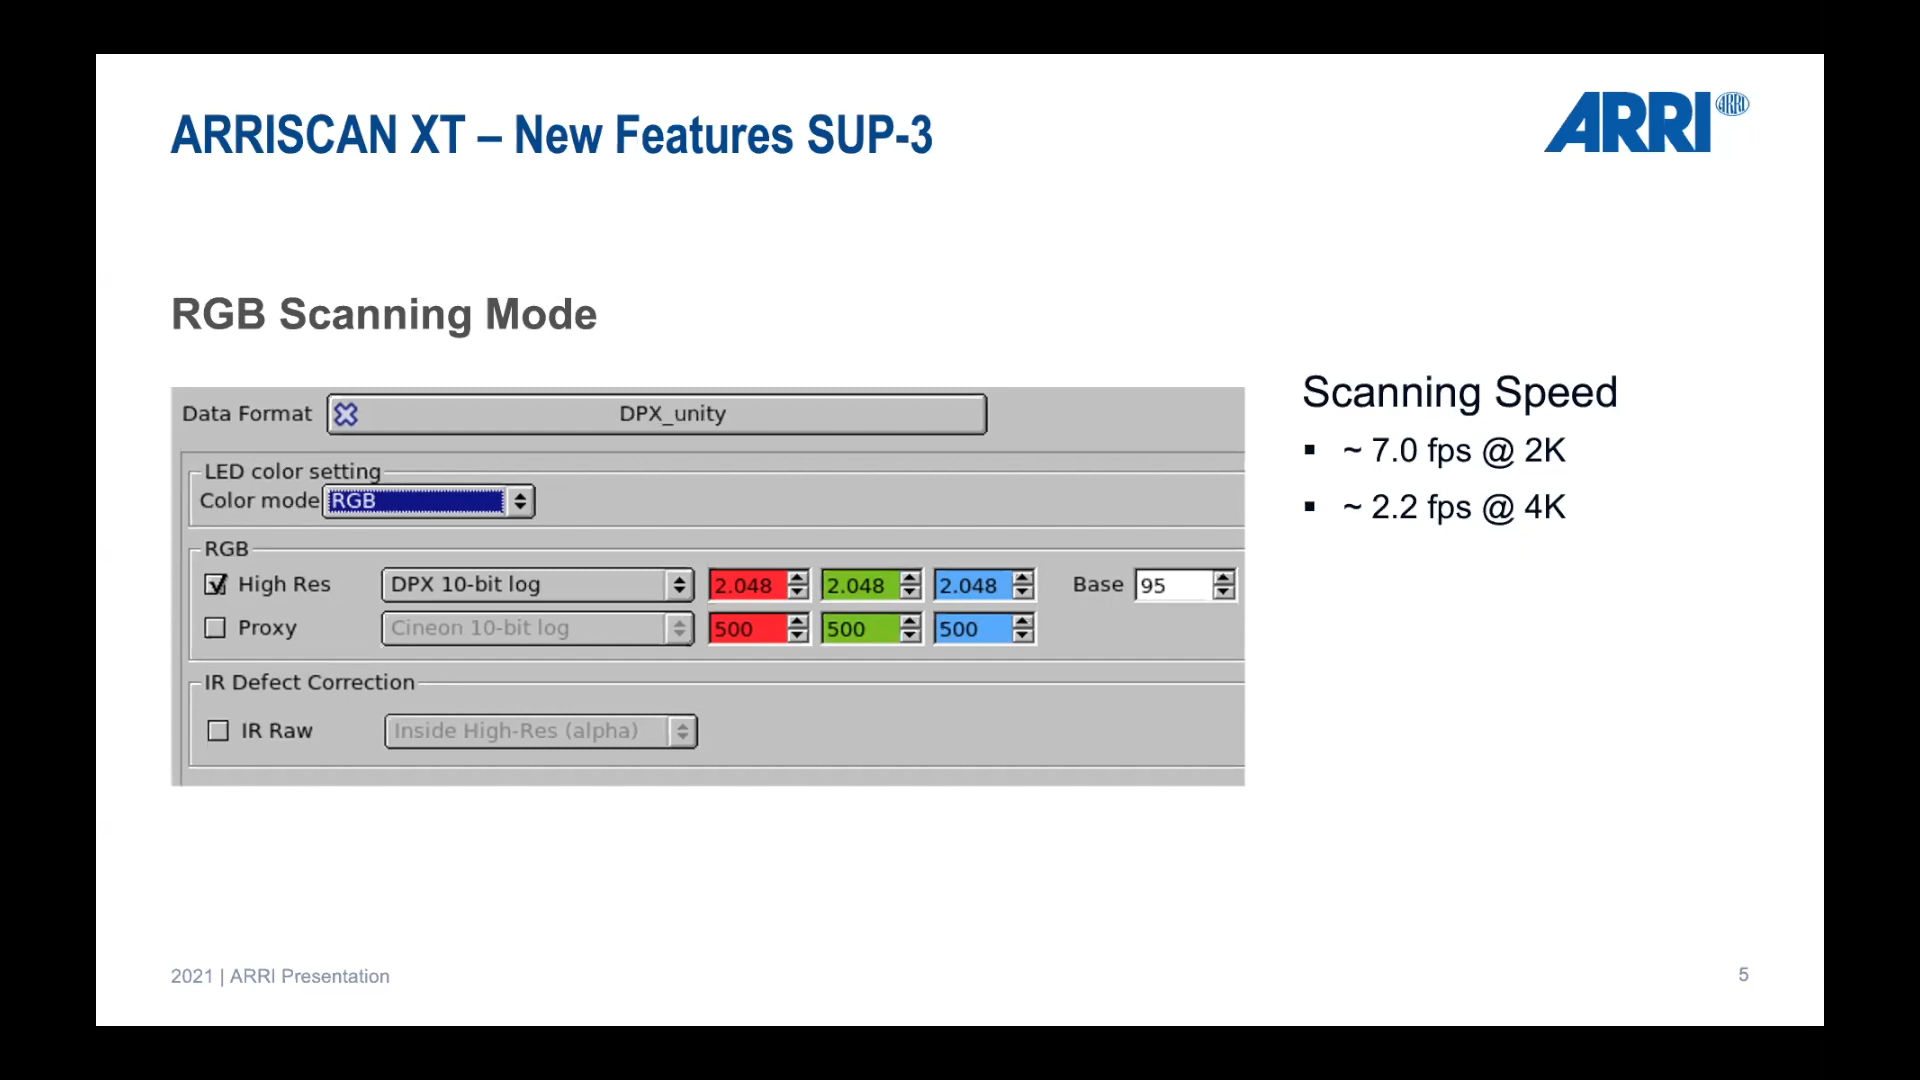 ARRISCAN XT – New Features SUP-3
ARRI ARRI
RGB Scanning Mode
Data Format DPX_unity
LED color setting
Color mode RGB
RGB
High Res DPX 10-bit log 2.048 2.048 2.048 Base 95
Proxy Cineon 10-bit log 500 500 500
IR Defect Correction
IR Raw Inside High-Res (alpha)
Scanning Speed
▪ ~ 7.0 fps @ 2K
▪ ~ 2.2 fps @ 4K
2021 | ARRI Presentation
5